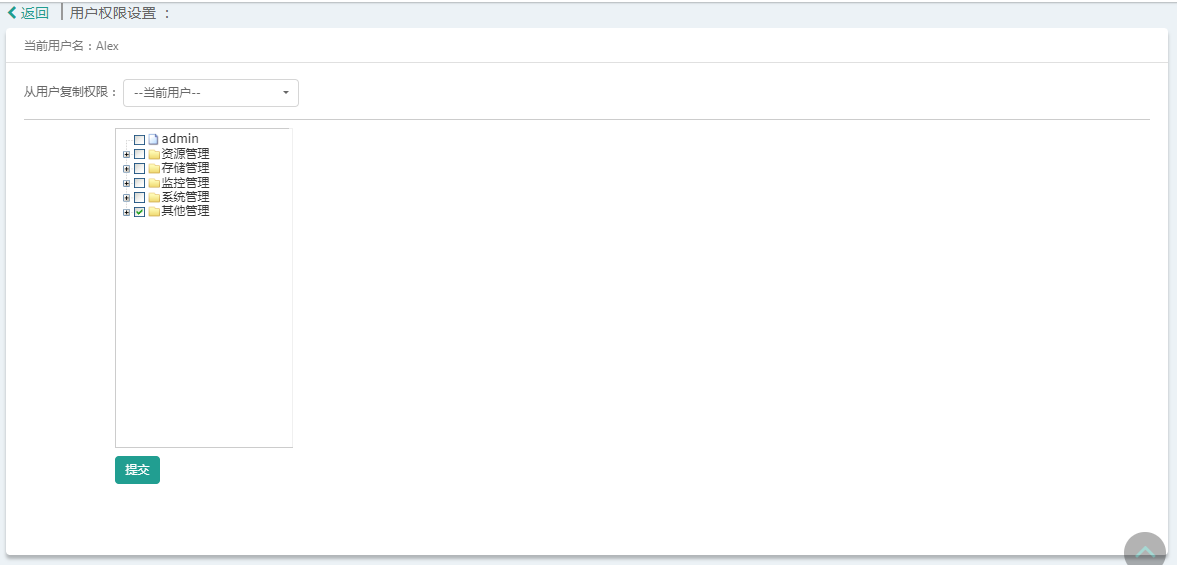 返回 用户权限设置 :
当前用户名：Alex
从用户复制权限： --当前用户--
admin
资源管理
存储管理
监控管理
系统管理
其他管理
提交